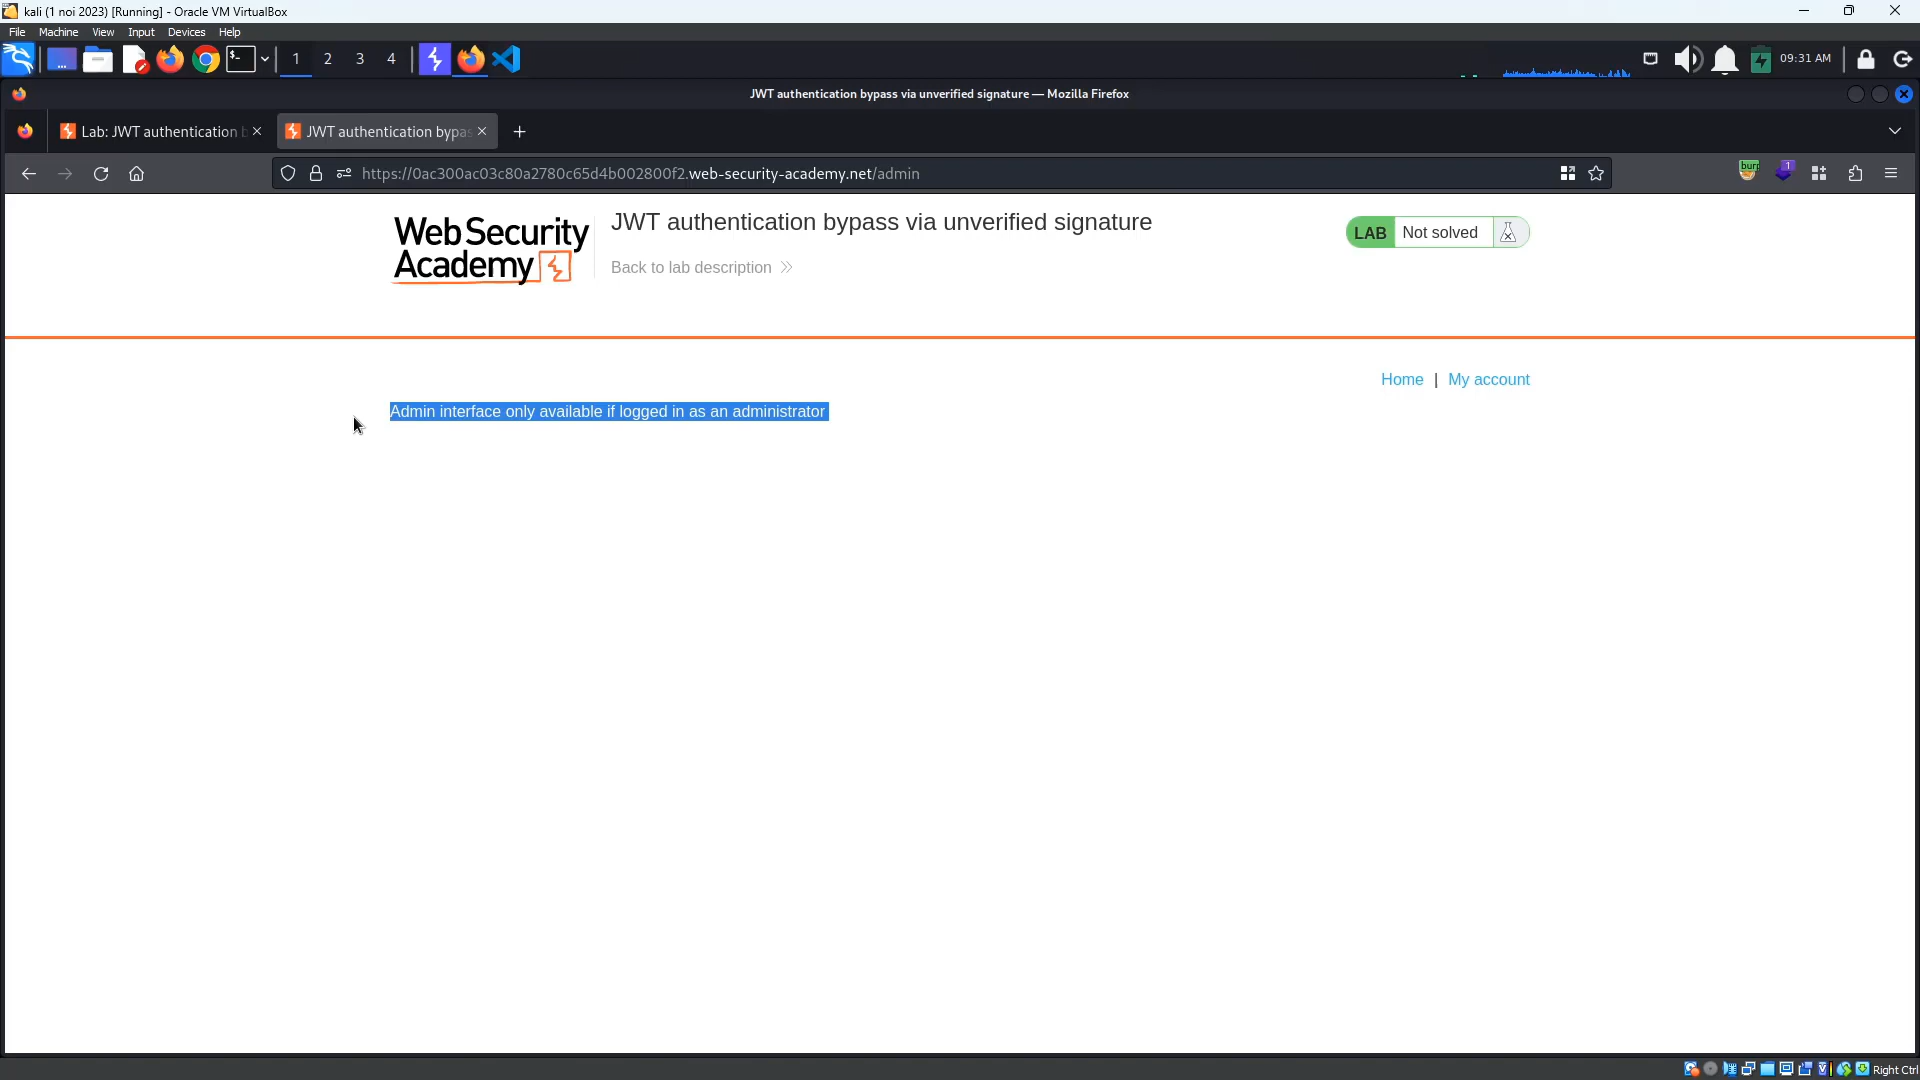 kali (1 noi 2023) [Running] - Oracle VM VirtualBox
File Machine View Input Devices Help
1 2 3 4
09:31 AM
JWT authentication bypass via unverified signature — Mozilla Firefox
Lab: JWT authentication b
JWT authentication bypas
https://0ac300ac03c80a2780c65d4b002800f2.web-security-academy.net/admin
burp
1
Web Security
Academy
JWT authentication bypass via unverified signature
Back to lab description
LAB Not solved
Home | My account
Admin interface only available if logged in as an administrator
Right Ctrl